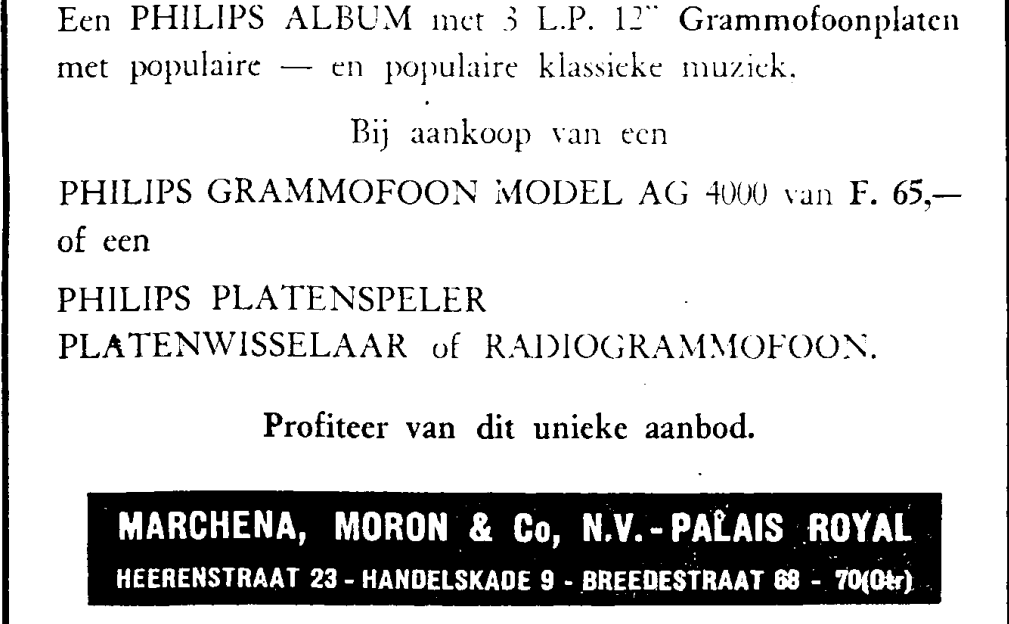 Een PHILIPS ALBUM met 3 L.P. 12" Grammofoonplaten
met populaire — en populaire klassieke muziek.
Bij aankoop van een
PHILIPS GRAMMOFOON MODEL AG 4000 van F. 65,—
of een
PHILIPS PLATENSPELER
PLATENWISSELAAR of RADIOGRAMMOFOON.
Profiteer van dit unieke aanbod.
MARCHENA, MORON & Co, N.V. - PALAIS ROYAL
HEERENSTRAAT 23 - HANDELSKADE 9 - BREEDESTRAAT 68 - 70(Otr)